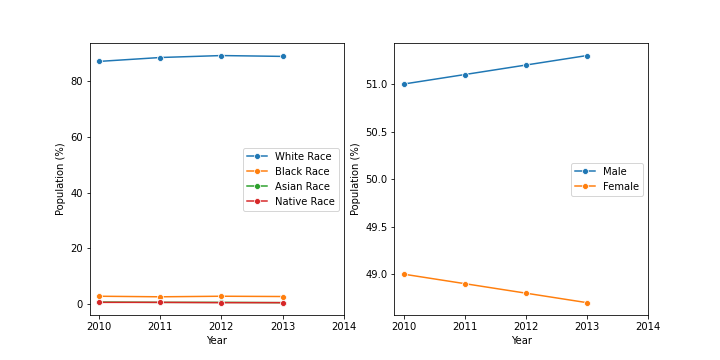 80
60
40
20
0
Population (%)
2010 2011 2012 2013 2014
Year
White Race
Black Race
Asian Race
Native Race
51.0
50.5
50.0
49.5
49.0
Population (%)
2010 2011 2012 2013 2014
Year
Male
Female